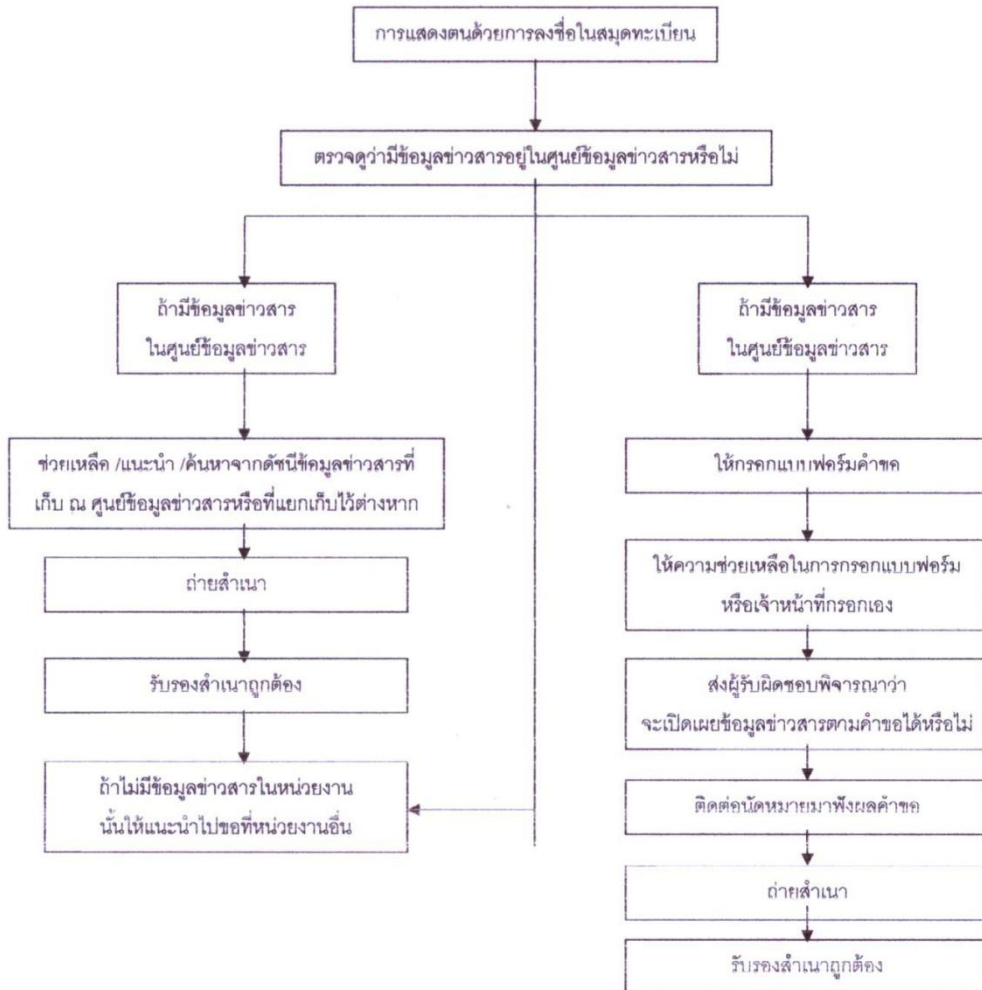 การแสดงตนด้วยการลงชื่อในสมุดทะเบียน
ตรวจดูว่ามีข้อมูลข่าวสารอยู่ในศูนย์ข้อมูลข่าวสารหรือไม่
ถ้ามีข้อมูลข่าวสาร
ในศูนย์ข้อมูลข่าวสาร
ช่วยเหลือ /แนะนำ /ค้นหาจากดัชนีข้อมูลข่าวสารที่
เก็บ ณ ศูนย์ข้อมูลข่าวสารหรือที่แยกเก็บไว้ต่างหาก
ถ่ายสำเนา
รับรองสำเนาถูกต้อง
ถ้าไม่มีข้อมูลข่าวสารในหน่วยงาน
นั้นให้แนะนำไปขอที่หน่วยงานอื่น
ถ้ามีข้อมูลข่าวสาร
ในศูนย์ข้อมูลข่าวสาร
ให้กรอกแบบฟอร์มคำขอ
ให้ความช่วยเหลือในการกรอกแบบฟอร์ม
หรือเจ้าหน้าที่กรอกเอง
ส่งผู้รับผิดชอบพิจารณาว่า
จะเปิดเผยข้อมูลข่าวสารตามคำขอได้หรือไม่
ติดต่อนัดหมายมาฟังผลคำขอ
ถ่ายสำเนา
รับรองสำเนาถูกต้อง